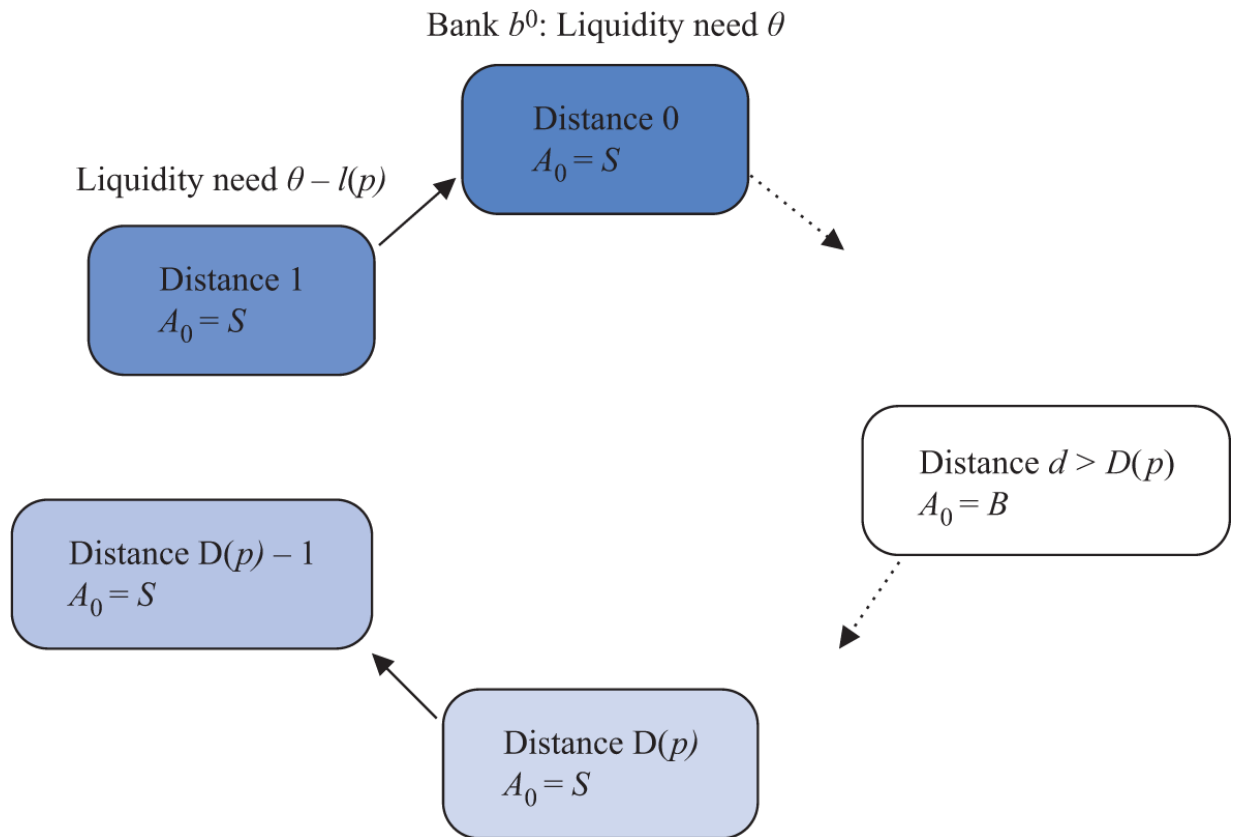 Bank b⁰: Liquidity need θ
Distance 0
A₀ = S
Liquidity need θ – l(p)
Distance 1
A₀ = S
Distance d > D(p)
A₀ = B
Distance D(p) – 1
A₀ = S
Distance D(p)
A₀ = S